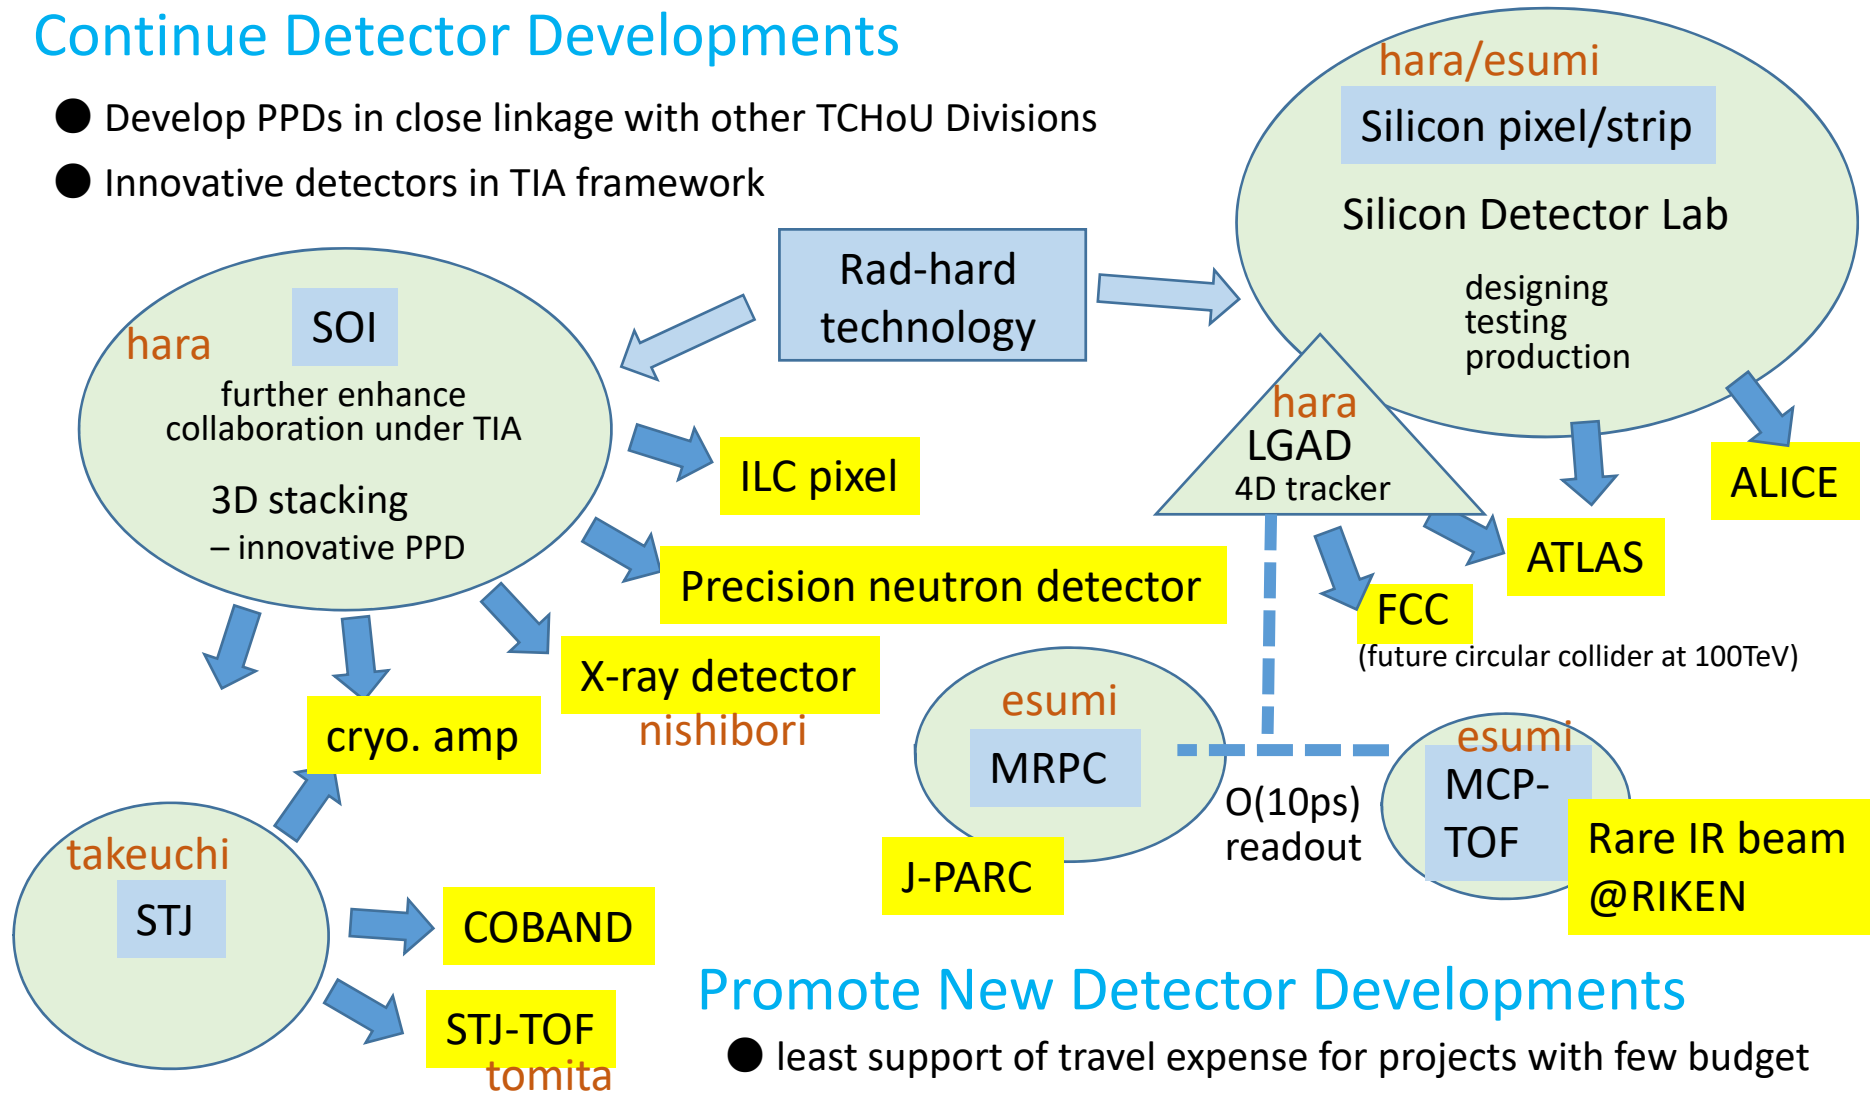 Continue Detector Developments
● Develop PPDs in close linkage with other TCHoU Divisions
● Innovative detectors in TIA framework
hara/esumi
Silicon pixel/strip
Silicon Detector Lab
designing
testing
production
Rad-hard
technology
hara
SOI
further enhance
collaboration under TIA
3D stacking
– innovative PPD
hara
LGAD
4D tracker
ILC pixel
ALICE
ATLAS
Precision neutron detector
FCC
(future circular collider at 100TeV)
X-ray detector
nishibori
cryo. amp
esumi
MRPC
J-PARC
O(10ps)
readout
esumi
MCP-
TOF
Rare IR beam
@RIKEN
takeuchi
STJ
COBAND
STJ-TOF
tomita
Promote New Detector Developments
● least support of travel expense for projects with few budget